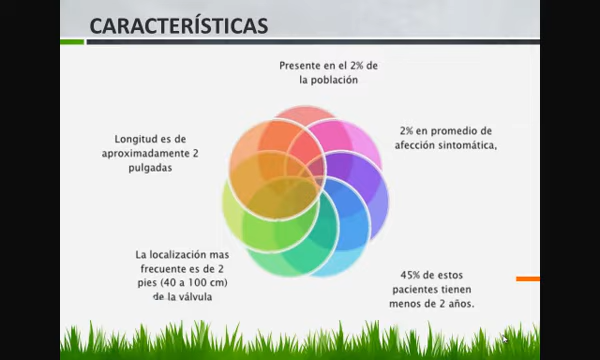 CARACTERÍSTICAS
Presente en el 2% de
la población
2% en promedio de
afección sintomática,
45% de estos
pacientes tienen
menos de 2 años.
La localización mas
frecuente es de 2
pies (40 a 100 cm)
de la válvula
Longitud es de
aproximadamente 2
pulgadas